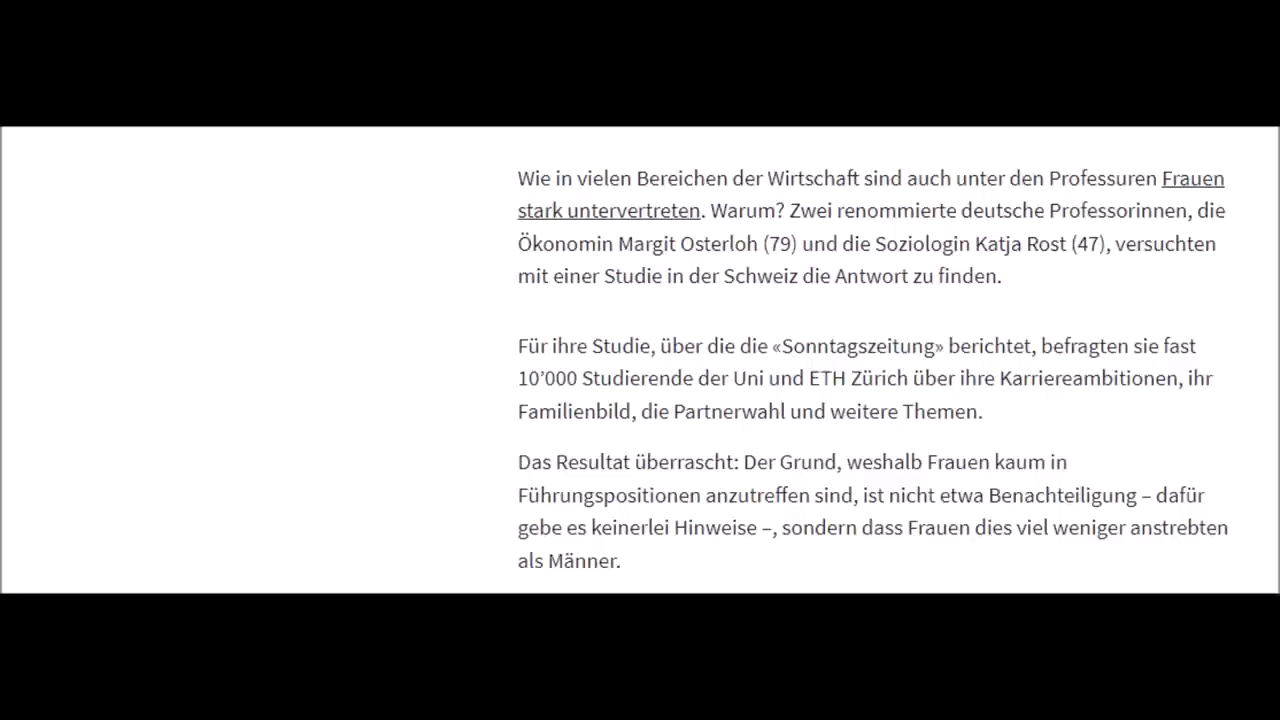 Wie in vielen Bereichen der Wirtschaft sind auch unter den Professuren Frauen
stark untervertreten. Warum? Zwei renommierte deutsche Professorinnen, die
Ökonomin Margit Osterloh (79) und die Soziologin Katja Rost (47), versuchten
mit einer Studie in der Schweiz die Antwort zu finden.
Für ihre Studie, über die die «Sonntagszeitung» berichtet, befragten sie fast
10’000 Studierende der Uni und ETH Zürich über ihre Karriereambitionen, ihr
Familienbild, die Partnerwahl und weitere Themen.
Das Resultat überrascht: Der Grund, weshalb Frauen kaum in
Führungspositionen anzutreffen sind, ist nicht etwa Benachteiligung – dafür
gebe es keinerlei Hinweise –, sondern dass Frauen dies viel weniger anstrebten
als Männer.